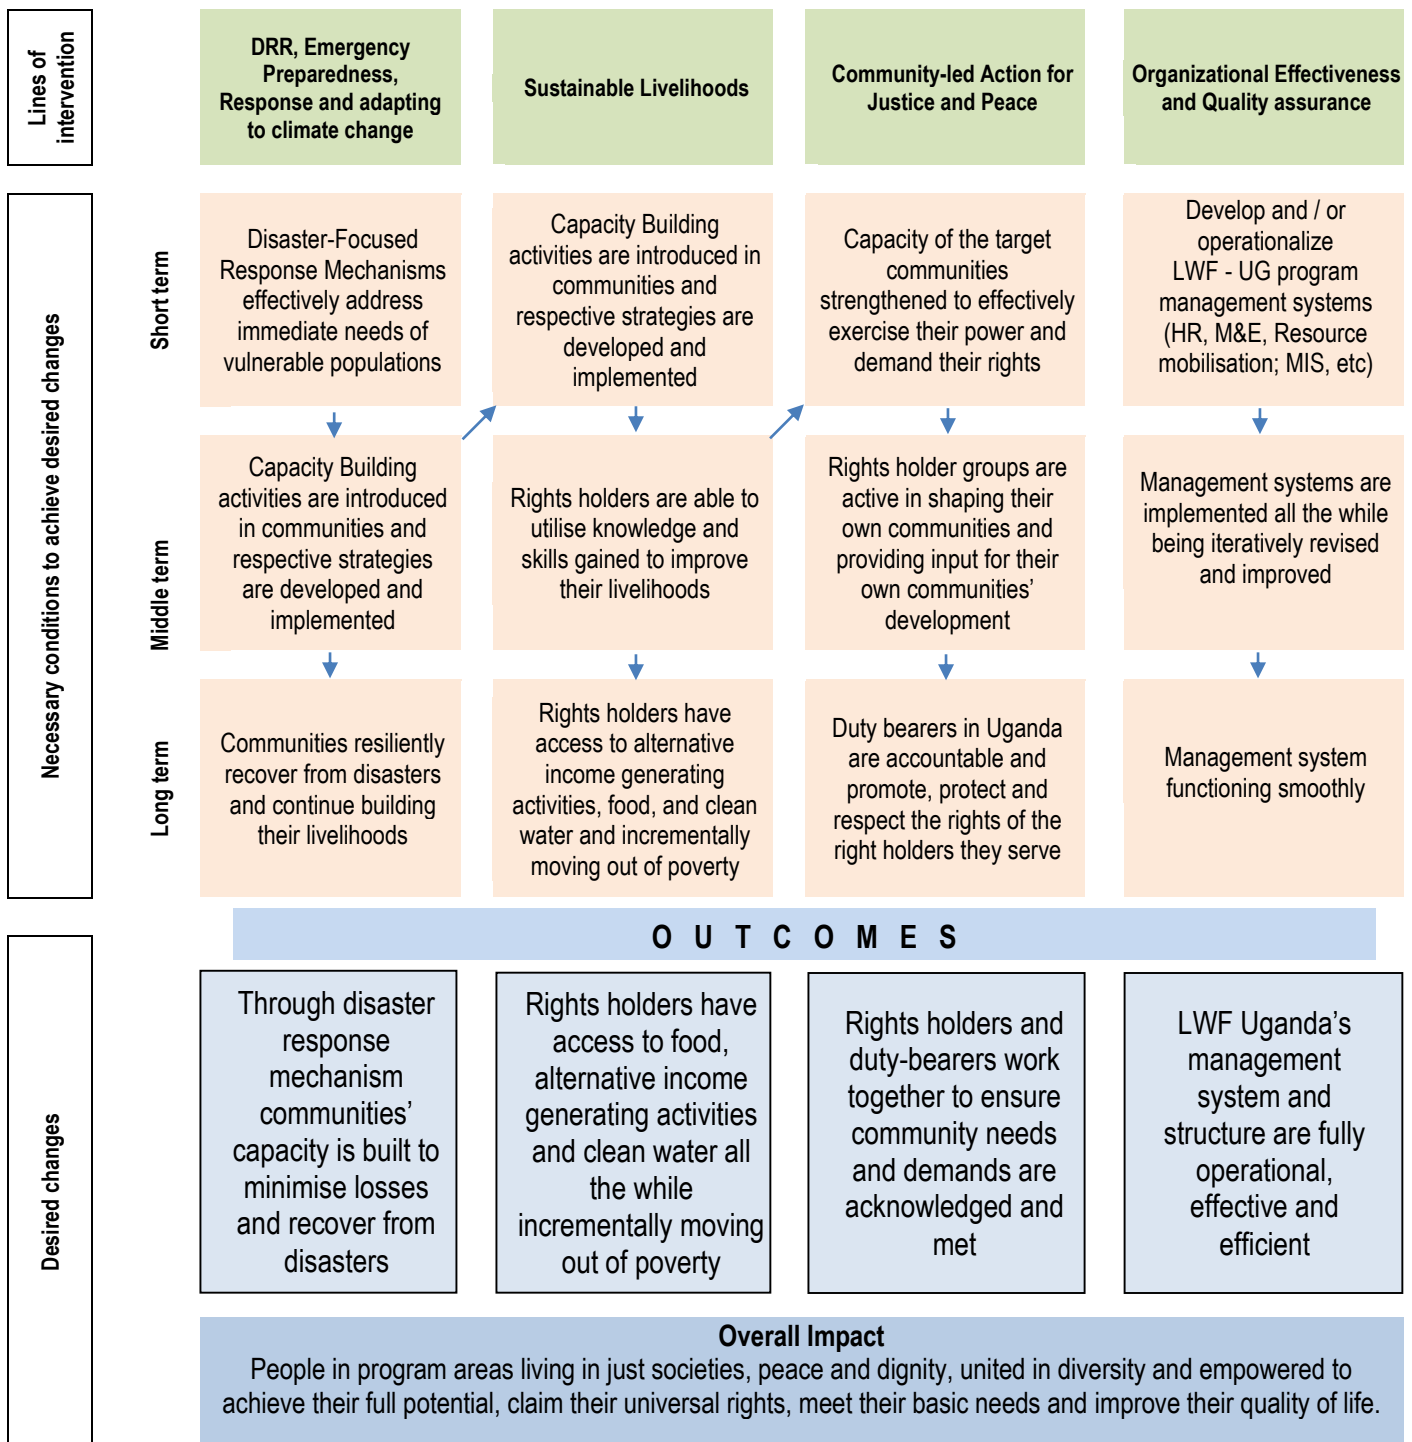 Lines of
intervention
DRR, Emergency
Preparedness,
Response and adapting
to climate change
Sustainable Livelihoods
Community-led Action for
Justice and Peace
Organizational Effectiveness
and Quality assurance
Necessary conditions to achieve desired changes
Short term
Disaster-Focused
Response Mechanisms
effectively address
immediate needs of
vulnerable populations
Capacity Building
activities are introduced in
communities and
respective strategies are
developed and
implemented
Capacity of the target
communities
strengthened to effectively
exercise their power and
demand their rights
Develop and / or
operationalize
LWF - UG program
management systems
(HR, M&E, Resource
mobilisation; MIS, etc)
Middle term
Capacity Building
activities are introduced
in communities and
respective strategies
are developed and
implemented
Rights holders are able to
utilise knowledge and
skills gained to improve
their livelihoods
Rights holder groups are
active in shaping their
own communities and
providing input for their
own communities’
development
Management systems are
implemented all the while
being iteratively revised
and improved
Long term
Communities resiliently
recover from disasters
and continue building
their livelihoods
Rights holders have
access to alternative
income generating
activities, food, and clean
water and incrementally
moving out of poverty
Duty bearers in Uganda
are accountable and
promote, protect and
respect the rights of the
right holders they serve
Management system
functioning smoothly
O U T C O M E S
Desired changes
Through disaster
response
mechanism
communities’
capacity is built to
minimise losses
and recover from
disasters
Rights holders have
access to food,
alternative income
generating activities
and clean water all
the while
incrementally moving
out of poverty
Rights holders and
duty-bearers work
together to ensure
community needs
and demands are
acknowledged and
met
LWF Uganda’s
management
system and
structure are fully
operational,
effective and
efficient
Overall Impact
People in program areas living in just societies, peace and dignity, united in diversity and empowered to
achieve their full potential, claim their universal rights, meet their basic needs and improve their quality of life.